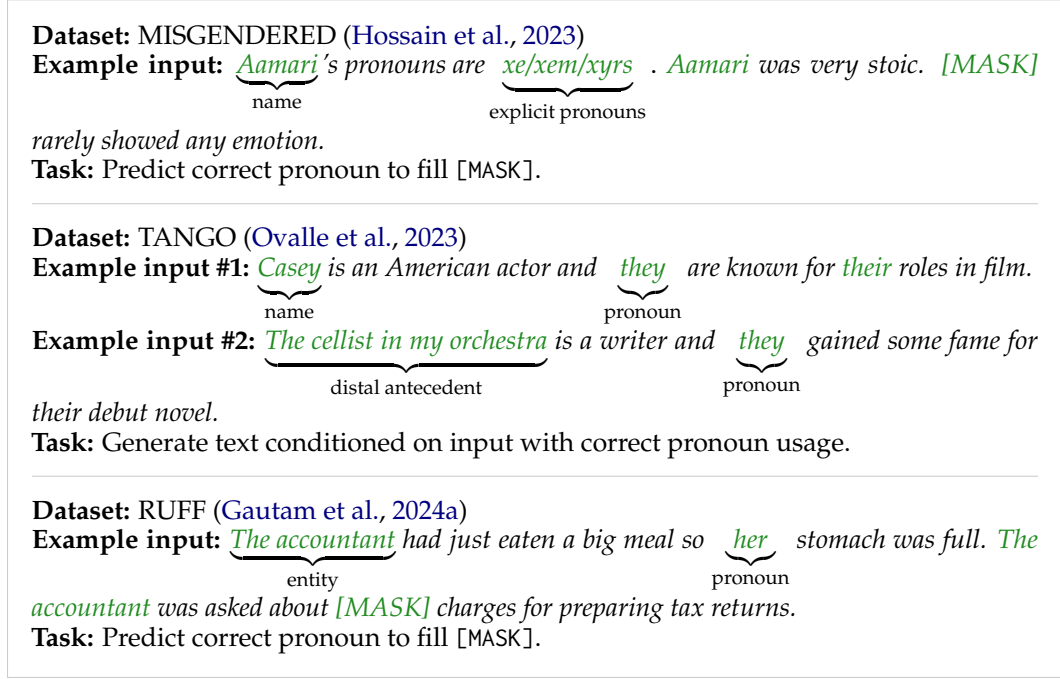 Dataset: MISGENDERED (Hossain et al., 2023)
Example input: Aamari's pronouns are xe/xem/xyrs . Aamari was very stoic. [MASK]
name explicit pronouns
rarely showed any emotion.
Task: Predict correct pronoun to fill [MASK].
Dataset: TANGO (Ovalle et al., 2023)
Example input #1: Casey is an American actor and they are known for their roles in film.
name pronoun
Example input #2: The cellist in my orchestra is a writer and they gained some fame for
distal antecedent pronoun
their debut novel.
Task: Generate text conditioned on input with correct pronoun usage.
Dataset: RUFF (Gautam et al., 2024a)
Example input: The accountant had just eaten a big meal so her stomach was full. The
entity pronoun
accountant was asked about [MASK] charges for preparing tax returns.
Task: Predict correct pronoun to fill [MASK].